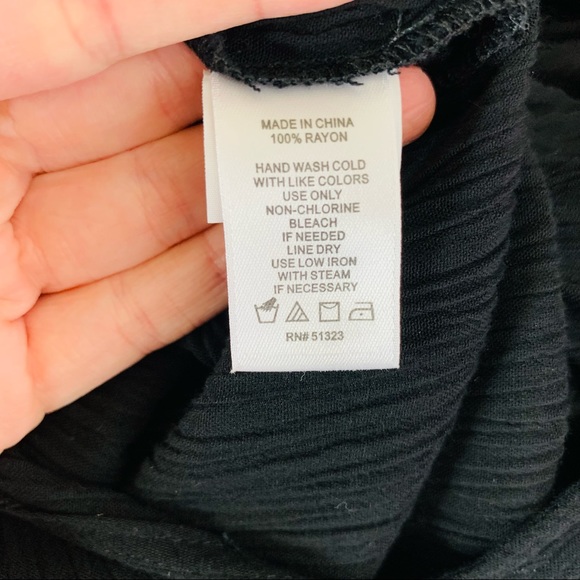 MADE IN CHINA
100% RAYON
HAND WASH COLD
WITH LIKE COLORS
USE ONLY
NON-CHLORINE
BLEACH
IF NEEDED
LINE DRY
USE LOW IRON
WITH STEAM
IF NECESSARY
RN# 51323